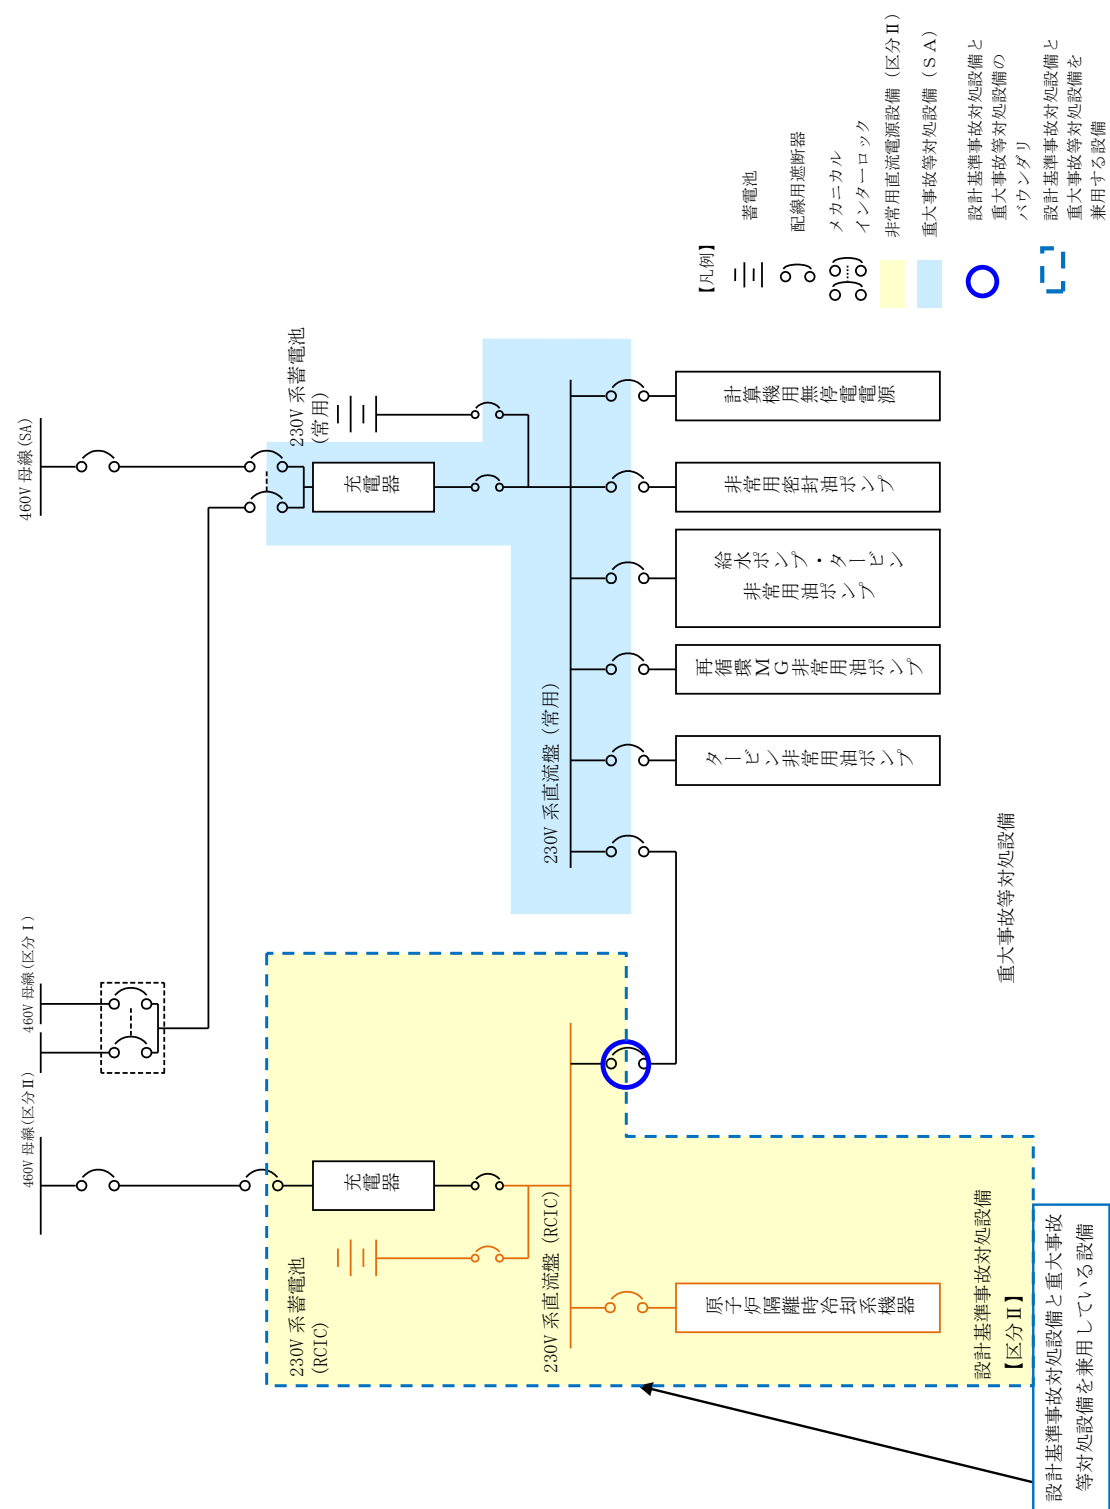 460V 母線(区分Ⅱ)
460V 母線(区分Ⅰ)
460V 母線(SA)
230V 系蓄電池
(RCIC)
充電器
230V 系蓄電池
(常用)
充電器
230V 系直流盤 (RCIC)
230V 系直流盤 (常用)
原子炉隔離時冷却系機器
タービン非常用油ポンプ
再循環ＭＧ非常用油ポンプ
給水ポンプ・タービン
非常用油ポンプ
非常用密封油ポンプ
計算機用無停電電源
設計基準事故対処設備
【区分Ⅱ】
重大事故等対処設備
設計基準事故対処設備と重大事故
等対処設備を兼用している設備
【凡例】
蓄電池
配線用遮断器
メカニカル
インターロック
非常用直流電源設備（区分Ⅱ）
重大事故等対処設備（ＳＡ）
設計基準事故対処設備と
重大事故等対処設備の
バウンダリ
設計基準事故対処設備と
重大事故等対処設備を
兼用する設備